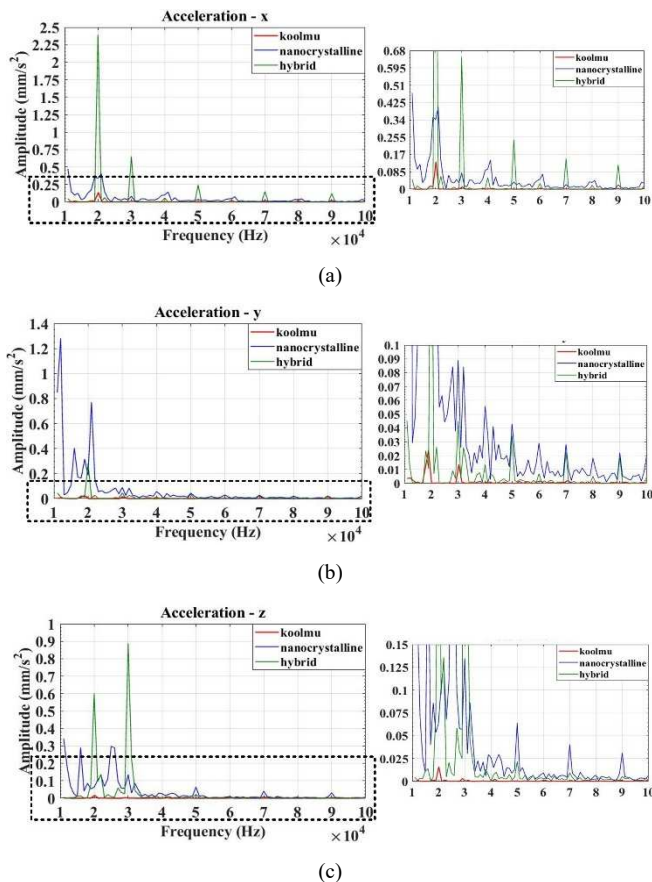 Acceleration - x
2.5
2.25
2
1.75
1.5
1.25
1
0.75
0.5
0.25
0
Amplitude (mm/s²)
koolmu
nanocrystalline
hybrid
1 2 3 4 5 6 7 8 9 10
Frequency (Hz)
×10⁴
0.68
0.595
0.51
0.425
0.34
0.255
0.17
0.085
0
koolmu
nanocrystalline
hybrid
1 2 3 4 5 6 7 8 9 10
(a)
Acceleration - y
1.4
1.2
1
0.8
0.6
0.4
0.2
0
Amplitude (mm/s²)
koolmu
nanocrystalline
hybrid
1 2 3 4 5 6 7 8 9 10
Frequency (Hz)
×10⁴
0.1
0.09
0.08
0.07
0.06
0.05
0.04
0.03
0.02
0.01
0
koolmu
nanocrystalline
hybrid
1 2 3 4 5 6 7 8 9 10
(b)
Acceleration - z
1
0.9
0.8
0.7
0.6
0.5
0.4
0.3
0.2
0.1
0
Amplitude (mm/s²)
koolmu
nanocrystalline
hybrid
1 2 3 4 5 6 7 8 9 10
Frequency (Hz)
×10⁴
0.15
0.125
0.1
0.075
0.05
0.025
0
koolmu
nanocrystalline
hybrid
1 2 3 4 5 6 7 8 9 10
(c)